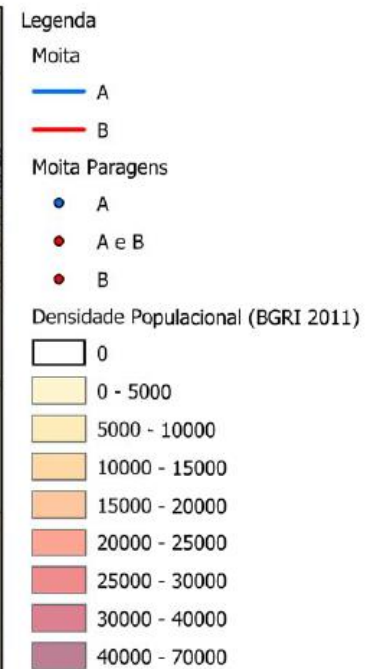 Legenda
Moita
A
B
Moita Paragens
A
A e B
B
Densidade Populacional (BGRI 2011)
0
0 - 5000
5000 - 10000
10000 - 15000
15000 - 20000
20000 - 25000
25000 - 30000
30000 - 40000
40000 - 70000